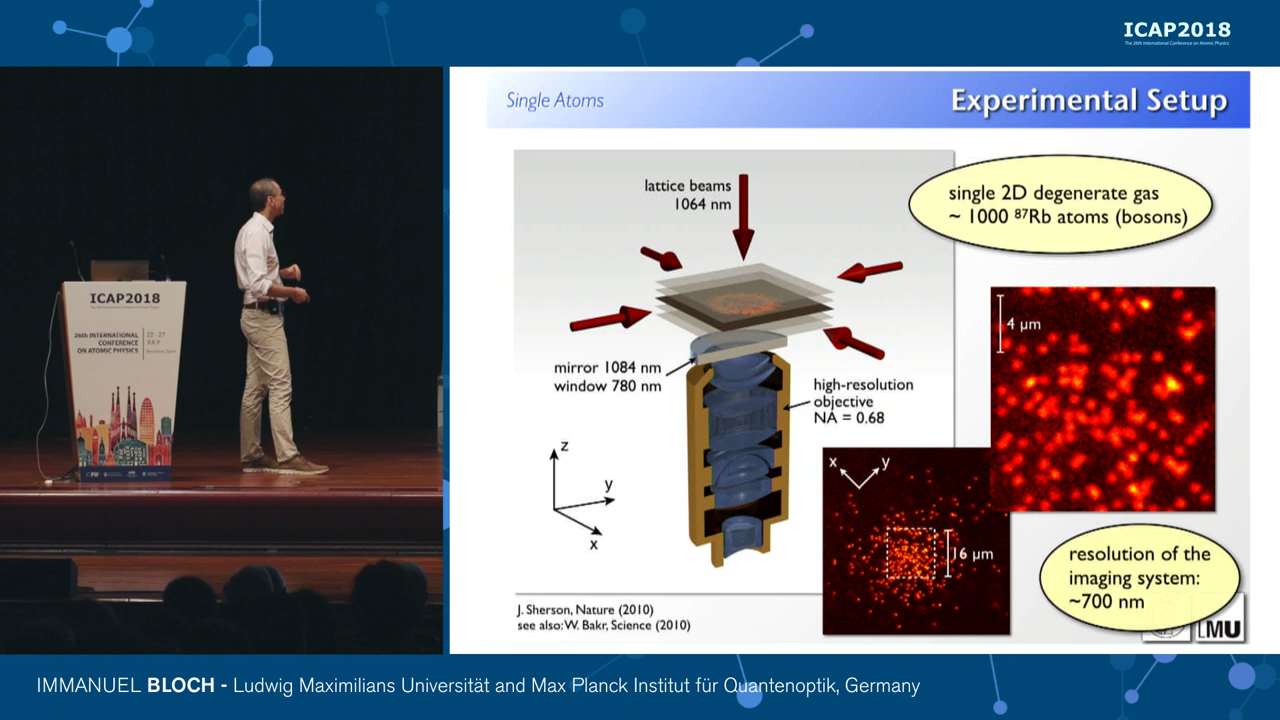 ICAP2018
The 26th International Conference on Atomic Physics
Single Atoms
Experimental Setup
lattice beams
1064 nm
single 2D degenerate gas
~ 1000 ⁸⁷Rb atoms (bosons)
4 µm
mirror 1084 nm
window 780 nm
high-resolution
objective
NA = 0.68
z
y
x
x
y
16 µm
resolution of the
imaging system:
~700 nm
J. Sherson, Nature (2010)
see also: W. Bakr, Science (2010)
LMU
ICAP2018
26th INTERNATIONAL
CONFERENCE
ON ATOMIC PHYSICS
22 - 27
JULY
IMMANUEL BLOCH - Ludwig Maximilians Universität and Max Planck Institut für Quantenoptik, Germany